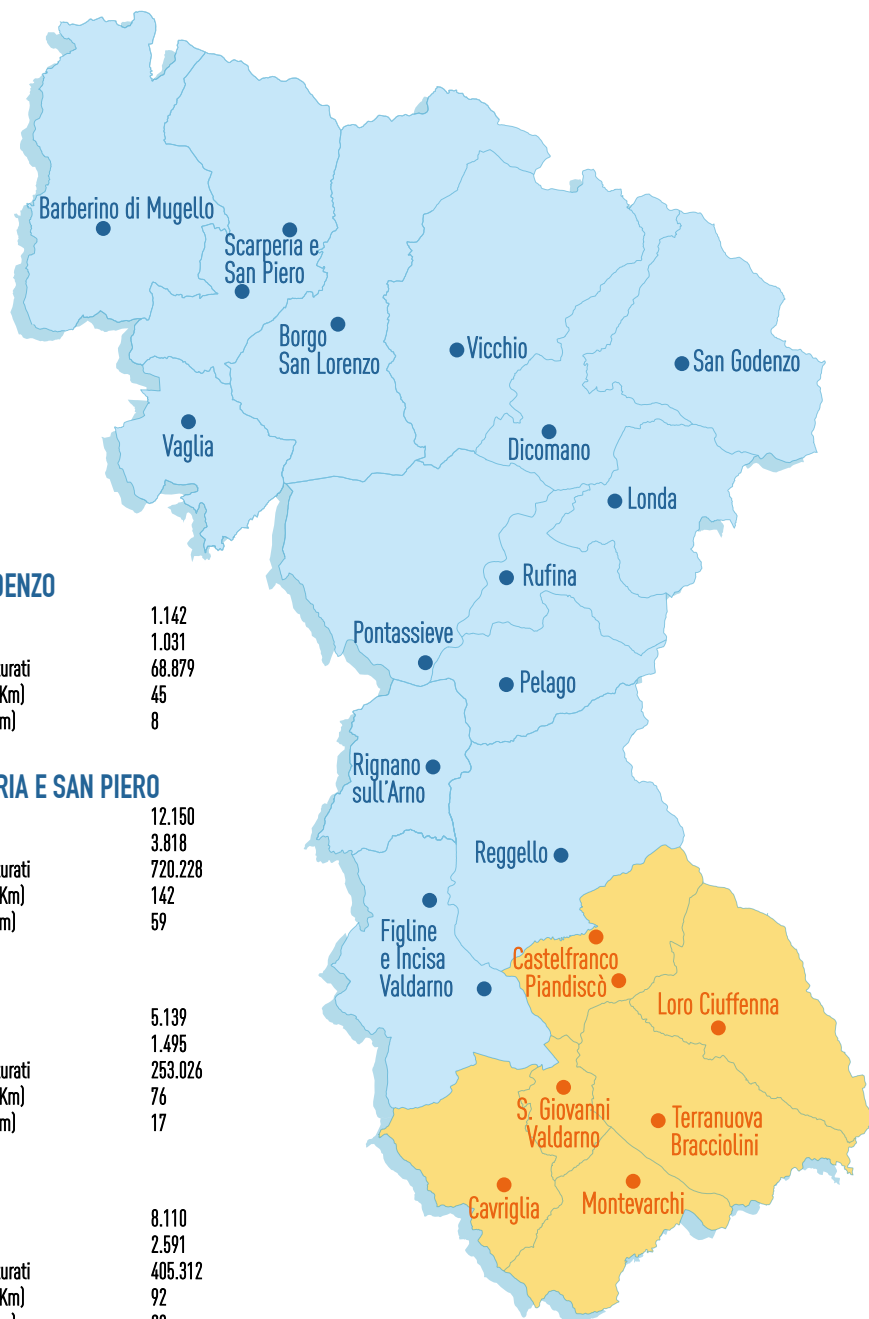 Barberino di Mugello
Scarperia e
San Piero
Borgo
San Lorenzo
Vicchio
San Godenzo
Vaglia
Dicomano
Londa
Rufina
Pontassieve
Pelago
Rignano
sull'Arno
Reggello
Figline
e Incisa
Valdarno
Castelfranco
Piandiscò
Loro Ciuffenna
S. Giovanni
Valdarno
Terranuova
Bracciolini
Cavriglia
Montevarchi
DENZO
1.142
1.031
urati 68.879
Km) 45
m) 8
RIA E SAN PIERO
12.150
3.818
urati 720.228
Km) 142
m) 59
5.139
1.495
urati 253.026
Km) 76
m) 17
8.110
2.591
urati 405.312
Km) 92